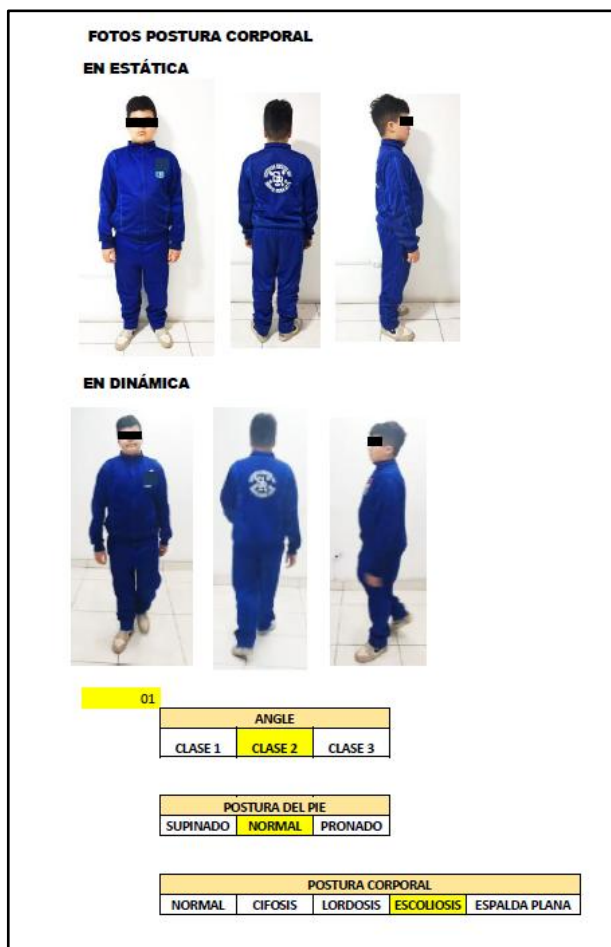 FOTOS POSTURA CORPORAL
EN ESTÁTICA
EN DINÁMICA
01
ANGLE
CLASE 1 CLASE 2 CLASE 3
POSTURA DEL PIE
SUPINADO NORMAL PRONADO
POSTURA CORPORAL
NORMAL CIFOSIS LORDOSIS ESCOLIOSIS ESPALDA PLANA